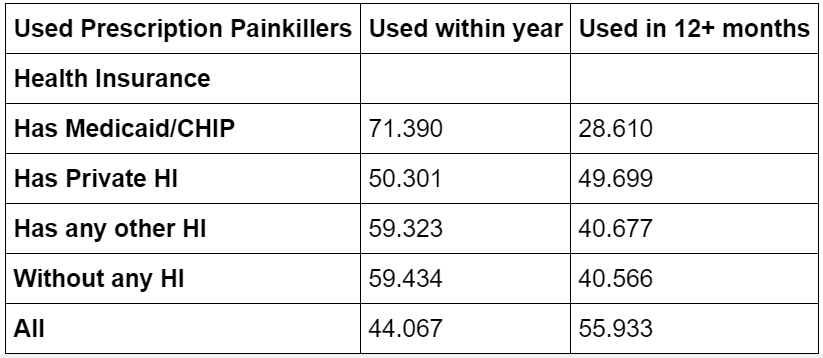 Used Prescription Painkillers Used within year Used in 12+ months
Health Insurance
Has Medicaid/CHIP 71.390 28.610
Has Private HI 50.301 49.699
Has any other HI 59.323 40.677
Without any HI 59.434 40.566
All 44.067 55.933